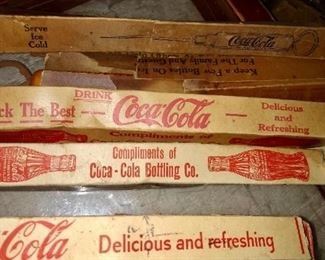 Serve
Ice
Cold
Coca-Cola
Keep a Few Bottles On Ice
For The Family And Guests
ck The Best
DRINK
Coca-Cola
Delicious
and
Refreshing
Compliments of
Compliments of
Coca-Cola Bottling Co.
Cola
Delicious and refreshing